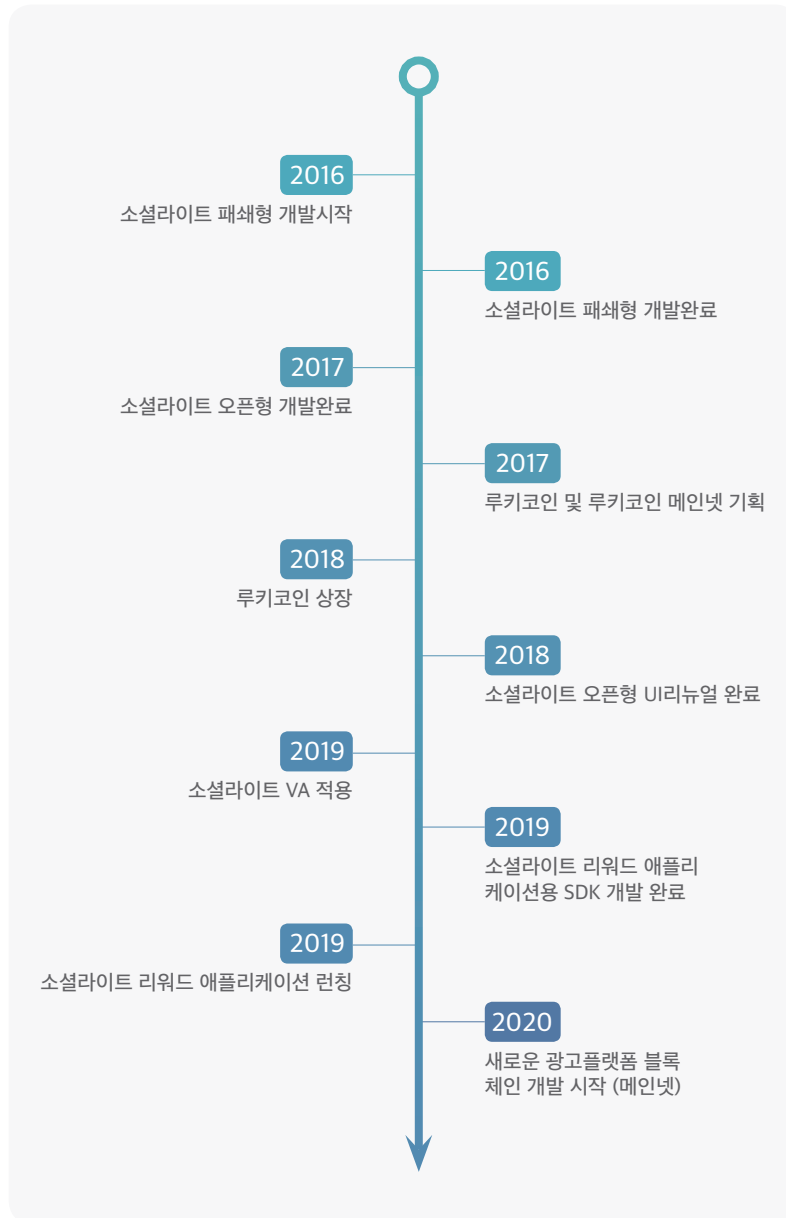 2016
소셜라이트 패쇄형 개발시작
2016
소셜라이트 패쇄형 개발완료
2017
소셜라이트 오픈형 개발완료
2017
루키코인 및 루키코인 메인넷 기획
2018
루키코인 상장
2018
소셜라이트 오픈형 UI리뉴얼 완료
2019
소셜라이트 VA 적용
2019
소셜라이트 리워드 애플리
케이션용 SDK 개발 완료
2019
소셜라이트 리워드 애플리케이션 런칭
2020
새로운 광고플랫폼 블록
체인 개발 시작 (메인넷)